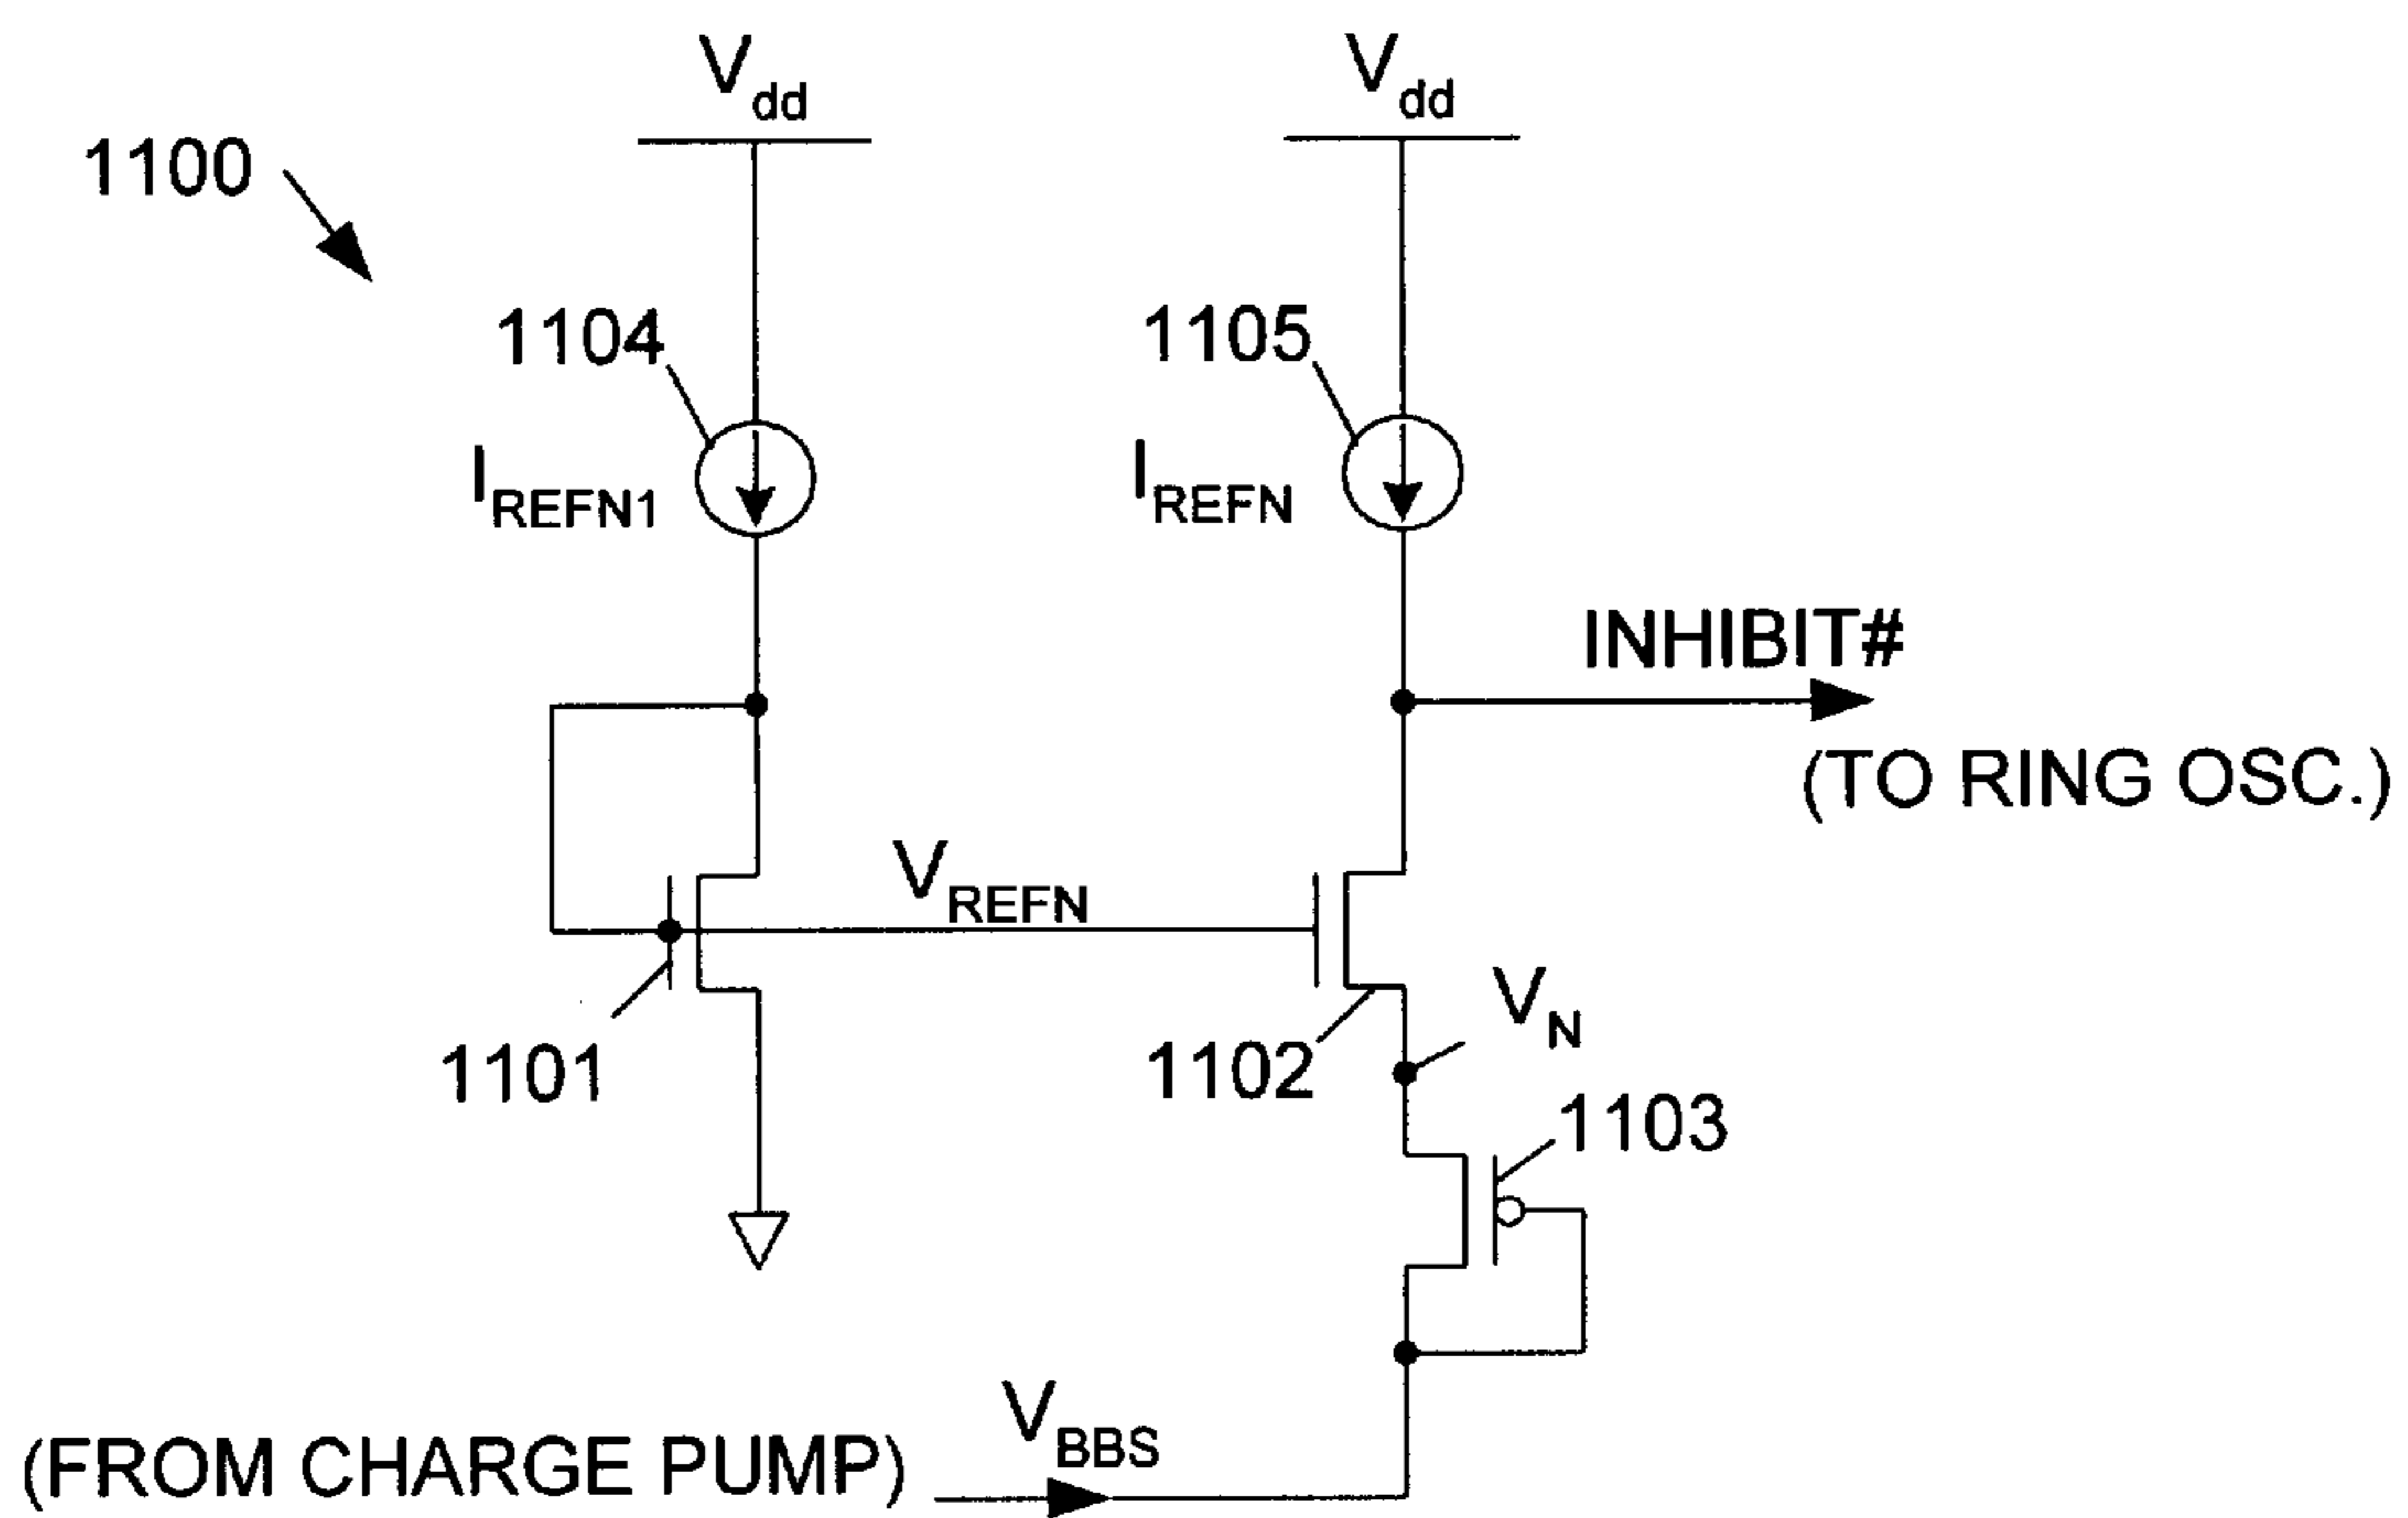 Vdd
Vdd
1100
1104
1105
IREFN1
IREFN
INHIBIT#
(TO RING OSC.)
VREFN
VN
1101
1102
1103
VBBS
(FROM CHARGE PUMP)